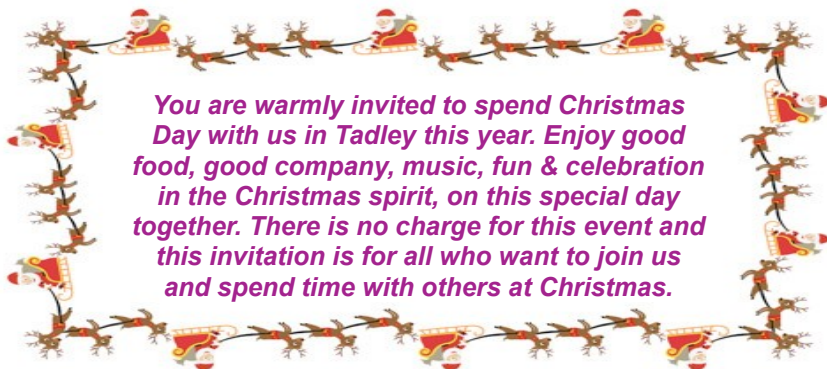 You are warmly invited to spend Christmas
Day with us in Tadley this year. Enjoy good
food, good company, music, fun & celebration
in the Christmas spirit, on this special day
together. There is no charge for this event and
this invitation is for all who want to join us
and spend time with others at Christmas.